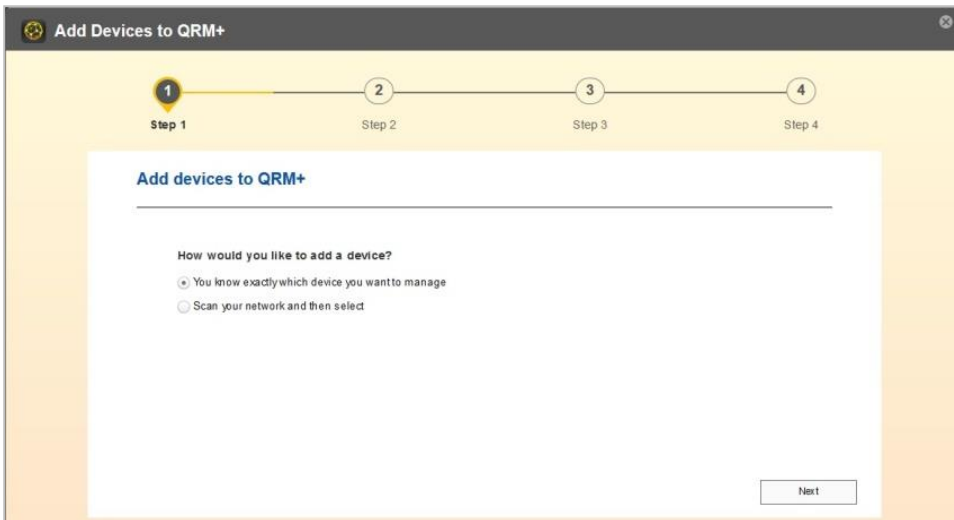 Add Devices to QRM+
1 2 3 4
Step 1 Step 2 Step 3 Step 4
Add devices to QRM+
How would you like to add a device?
You know exactly which device you want to manage
Scan your network and then select
Next